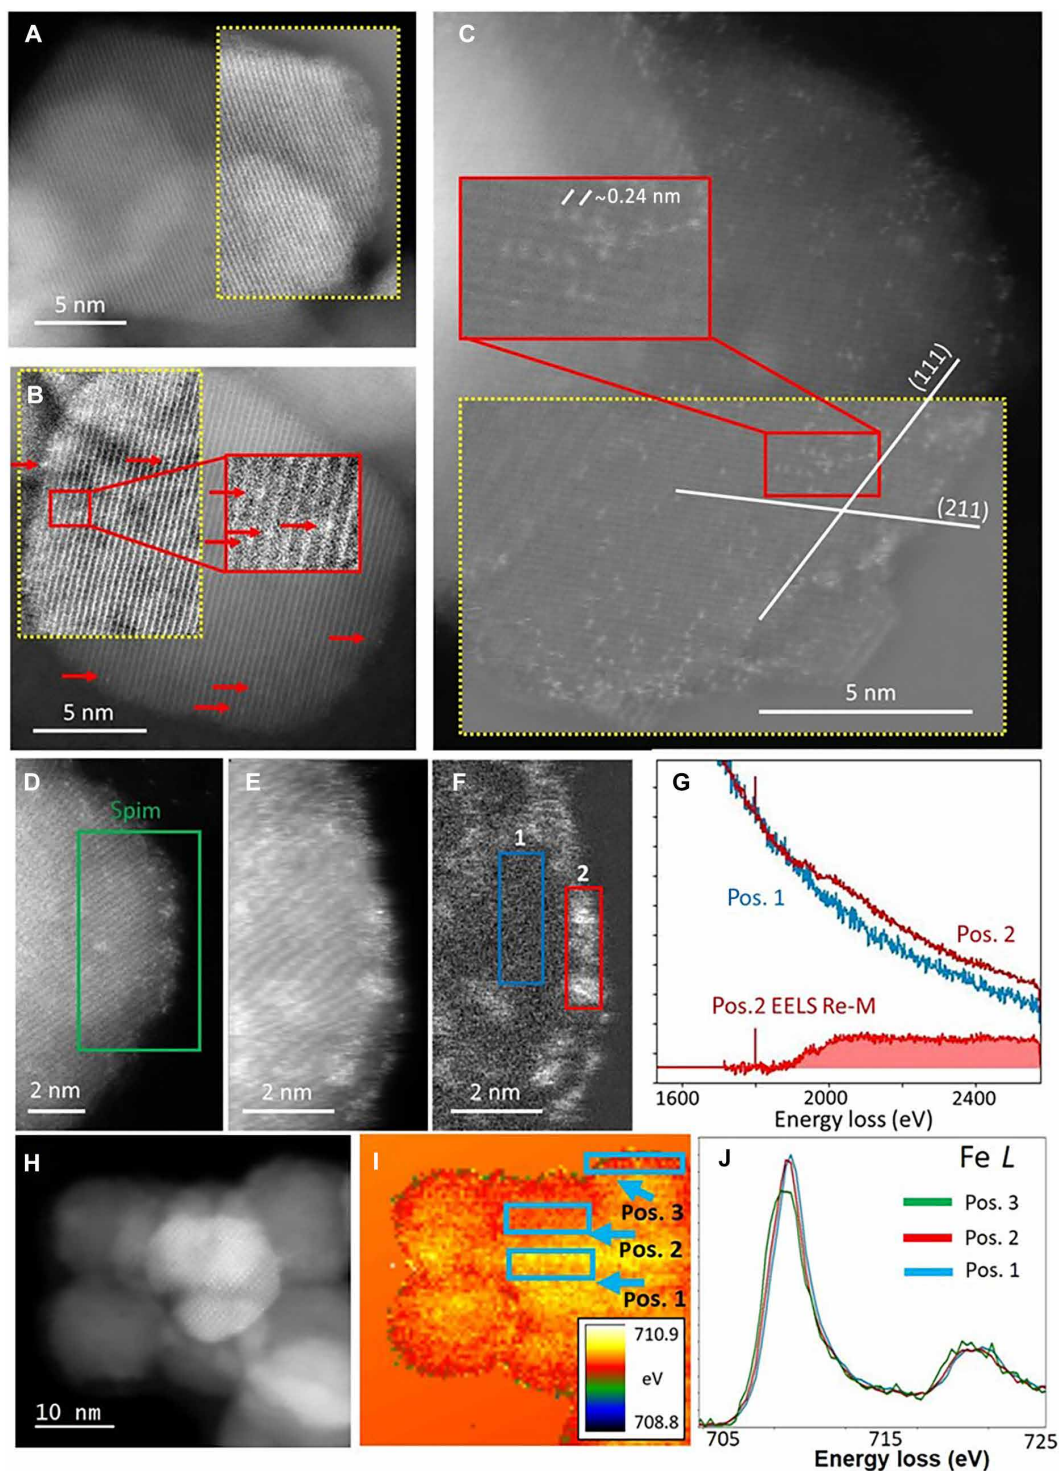 A
5 nm
B
5 nm
C
~0.24 nm
(111)
(211)
5 nm
D
Spim
2 nm
E
2 nm
F
1
2
2 nm
G
Pos. 1
Pos. 2
Pos.2 EELS Re-M
1600
2000
2400
Energy loss (eV)
H
10 nm
I
Pos. 3
Pos. 2
Pos. 1
710.9
eV
708.8
J
Fe L
Pos. 3
Pos. 2
Pos. 1
705
715
725
Energy loss (eV)